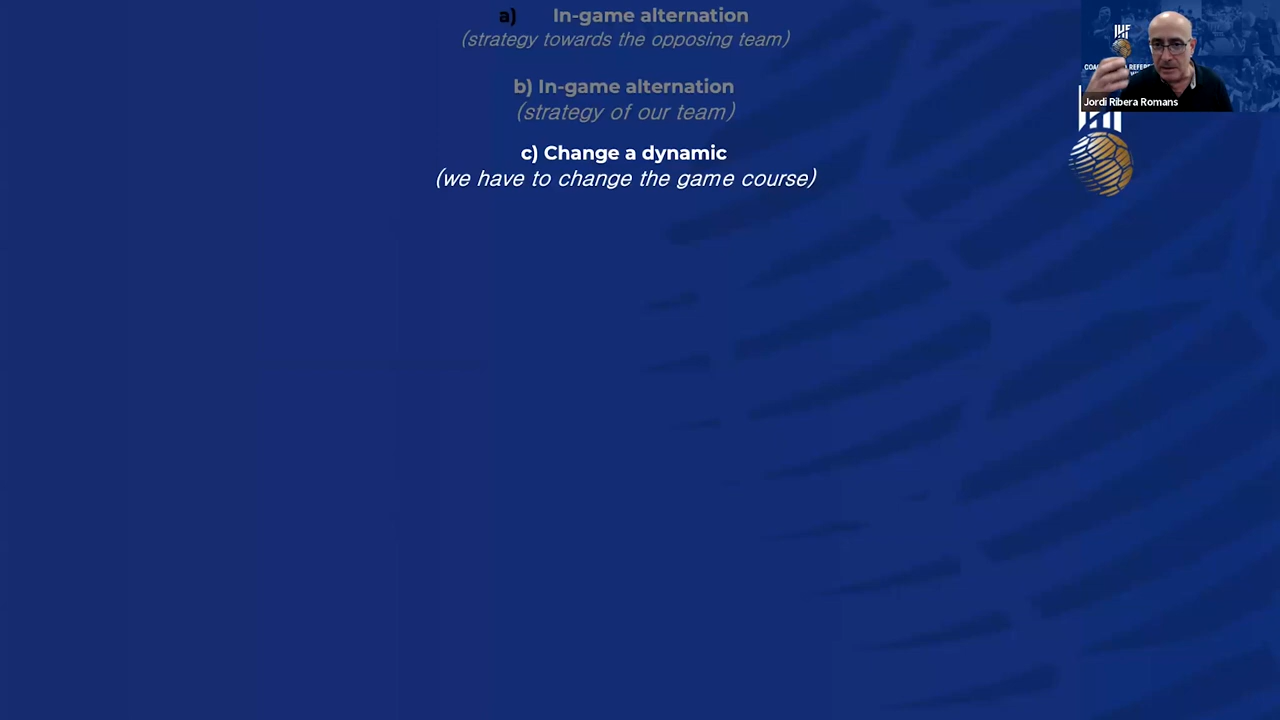 a) In-game alternation
(strategy towards the opposing team)
b) In-game alternation
(strategy of our team)
c) Change a dynamic
(we have to change the game course)
IHF
Jordi Ribera Romans